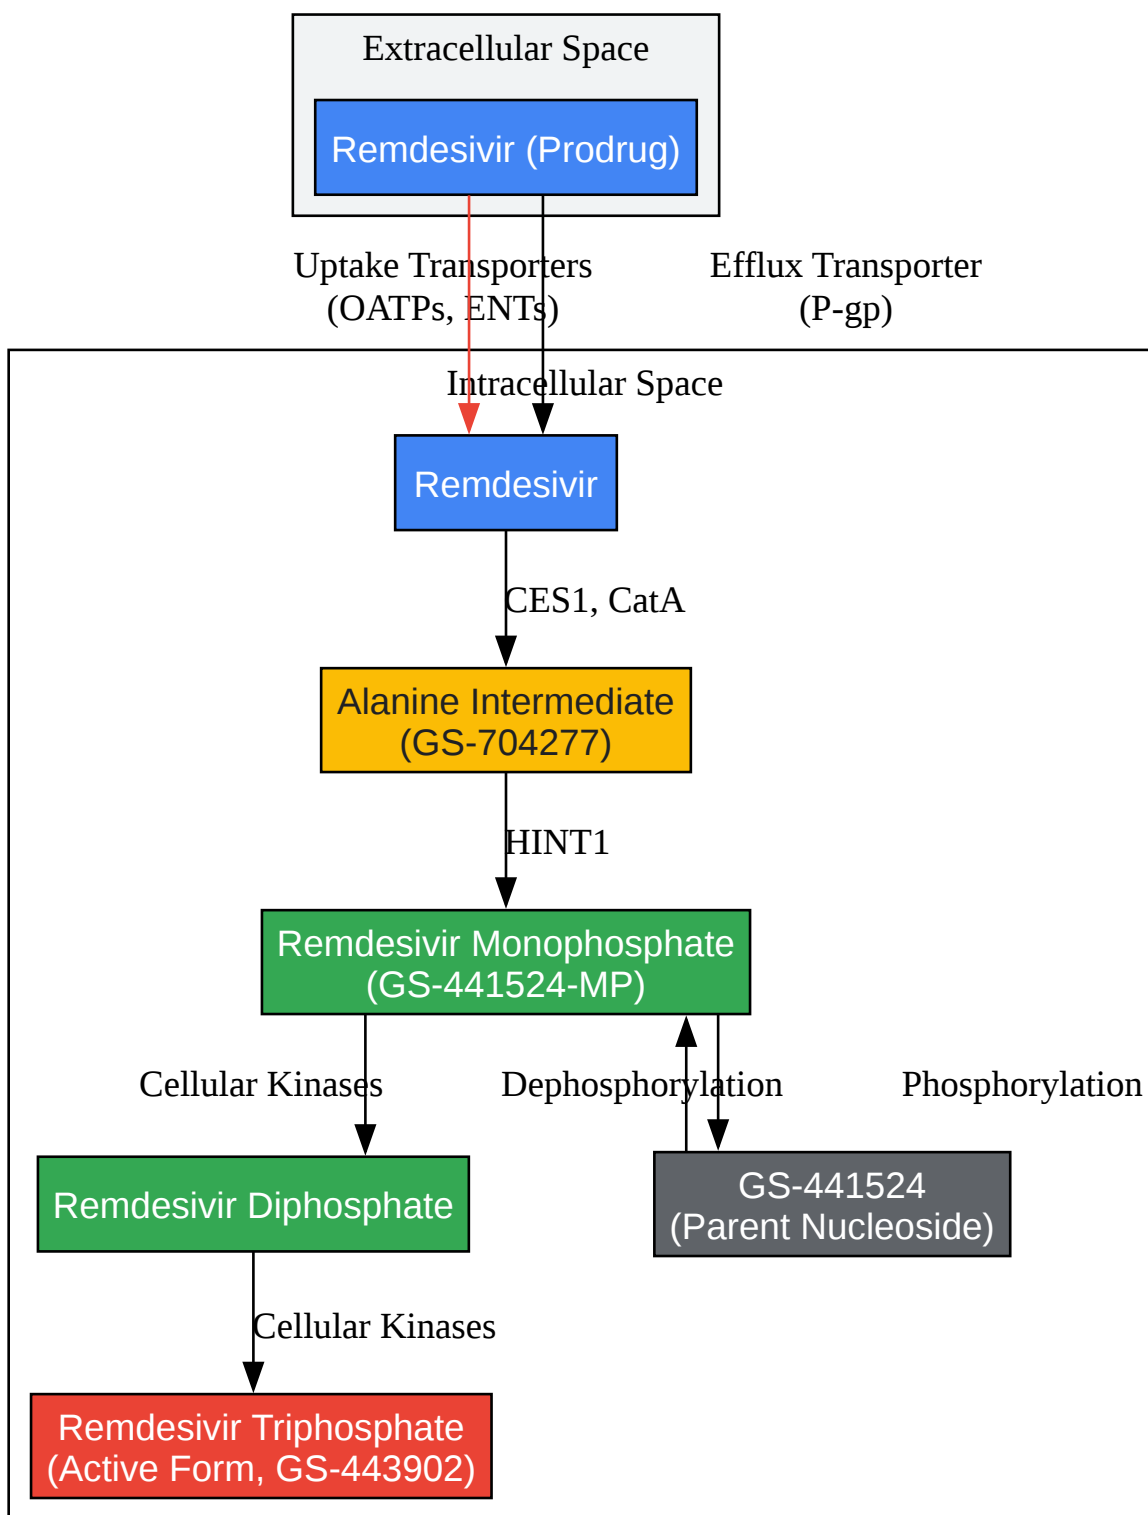 Extracellular Space
Remdesivir (Prodrug)
Uptake Transporters
(OATPs, ENTs)
Efflux Transporter
(P-gp)
Intracellular Space
Remdesivir
CES1, CatA
Alanine Intermediate
(GS-704277)
HINT1
Remdesivir Monophosphate
(GS-441524-MP)
Cellular Kinases
Dephosphorylation
Phosphorylation
Remdesivir Diphosphate
GS-441524
(Parent Nucleoside)
Cellular Kinases
Remdesivir Triphosphate
(Active Form, GS-443902)